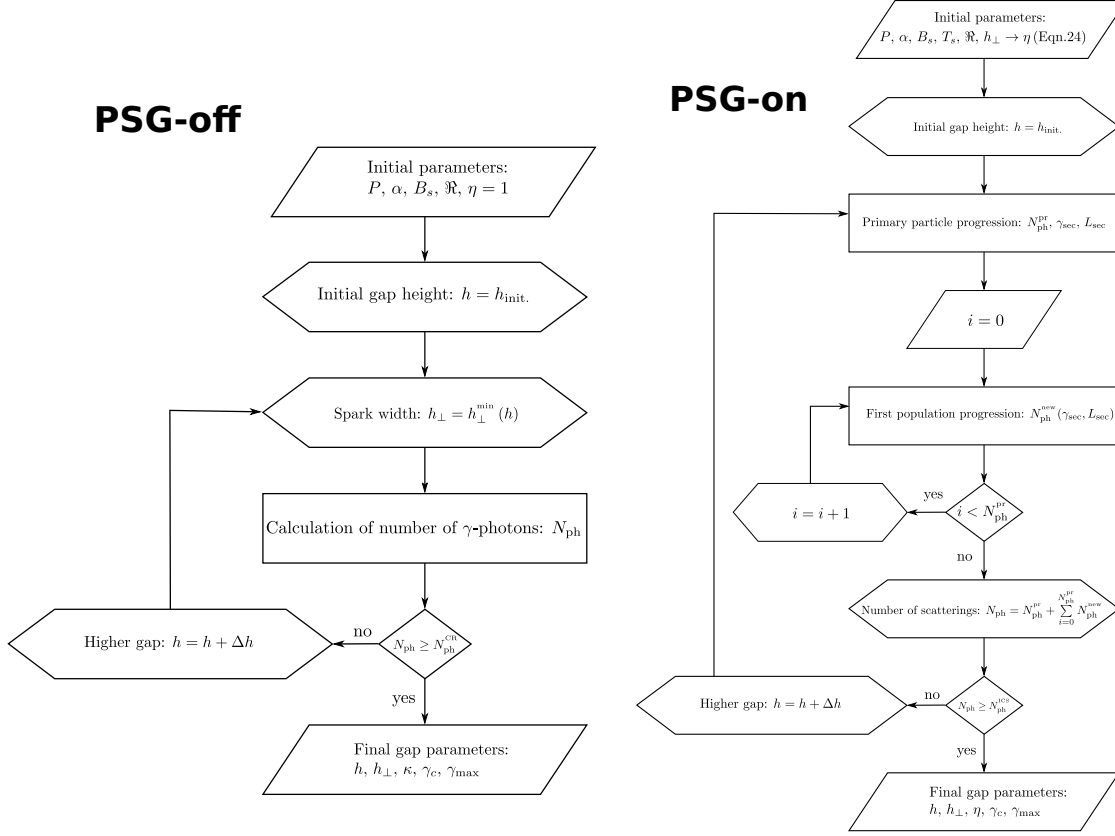 PSG-off
Initial parameters:
P, α, B_s, ℜ, η = 1
Initial gap height: h = h_init.
Spark width: h_⊥ = h_⊥^min (h)
Calculation of number of γ-photons: N_ph
N_ph ≥ N_ph^CR
no
Higher gap: h = h + Δh
yes
Final gap parameters:
h, h_⊥, κ, γ_c, γ_max
PSG-on
Initial parameters:
P, α, B_s, T_s, ℜ, h_⊥ → η (Eqn.24)
Initial gap height: h = h_init.
Primary particle progression: N_ph^pr, γ_sec, L_sec
i = 0
First population progression: N_ph^new(γ_sec, L_sec)
i < N_ph^pr
yes
i = i + 1
no
Number of scatterings: N_ph = N_ph^pr + ∑_{i=0}^{N_ph^pr} N_ph^new
N_ph ≥ N_ph^ICS
no
Higher gap: h = h + Δh
yes
Final gap parameters:
h, h_⊥, η, γ_c, γ_max